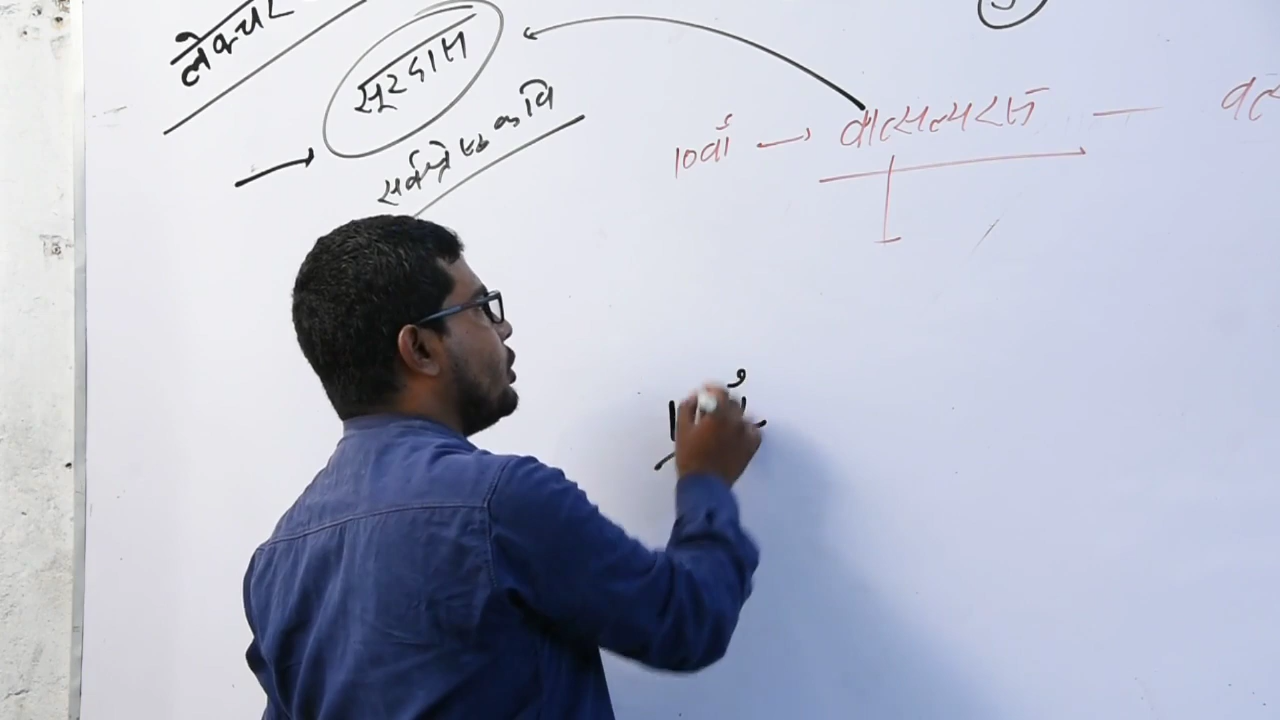 लेक्चर
सूरदास
सर्वश्रेष्ठ कवि
10वाँ → वात्सल्य रस —